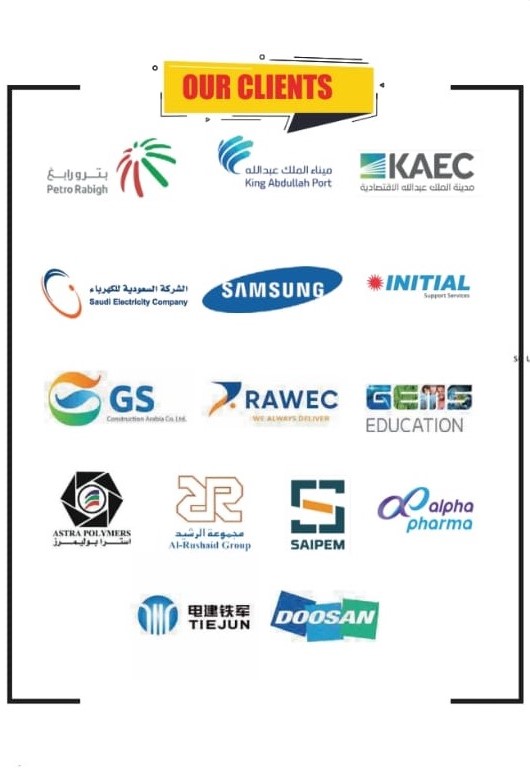 OUR CLIENTS
بترورابغ
Petro Rabigh
ميناء الملك عبدالله
King Abdullah Port
KAEC
مدينة الملك عبدالله الاقتصادية
الشركة السعودية للكهرباء
Saudi Electricity Company
SAMSUNG
INITIAL
Support Services
GS
Construction Arabia Co. Ltd.
RAWEC
WE ALWAYS DELIVER
GEMS
EDUCATION
ASTRA POLYMERS
استرا بوليمرز
مجموعة الرشيد
Al-Rushaid Group
SAIPEM
alpha
pharma
电建铁军
TIEJUN
DOOSAN